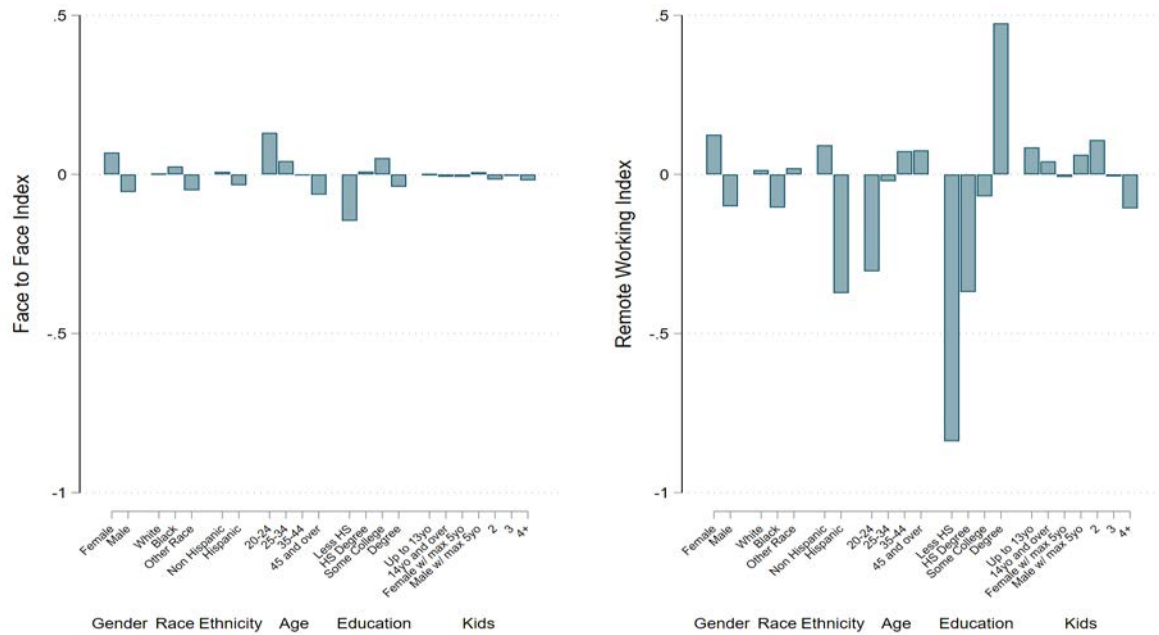 .5
0
-.5
-1
Face to Face Index
Female
Male
White
Black
Other Race
Non Hispanic
Hispanic
20-24
25-34
35-44
45 and over
Less HS
HS Degree
Some College
Degree
Up to 13yo
14yo and over
Female w/ max 5yo
Male w/ max 5yo
2
3
4+
Gender Race Ethnicity Age Education Kids
.5
0
-.5
-1
Remote Working Index
Female
Male
White
Black
Other Race
Non Hispanic
Hispanic
20-24
25-34
35-44
45 and over
Less HS
HS Degree
Some College
Degree
Up to 13yo
14yo and over
Female w/ max 5yo
Male w/ max 5yo
2
3
4+
Gender Race Ethnicity Age Education Kids